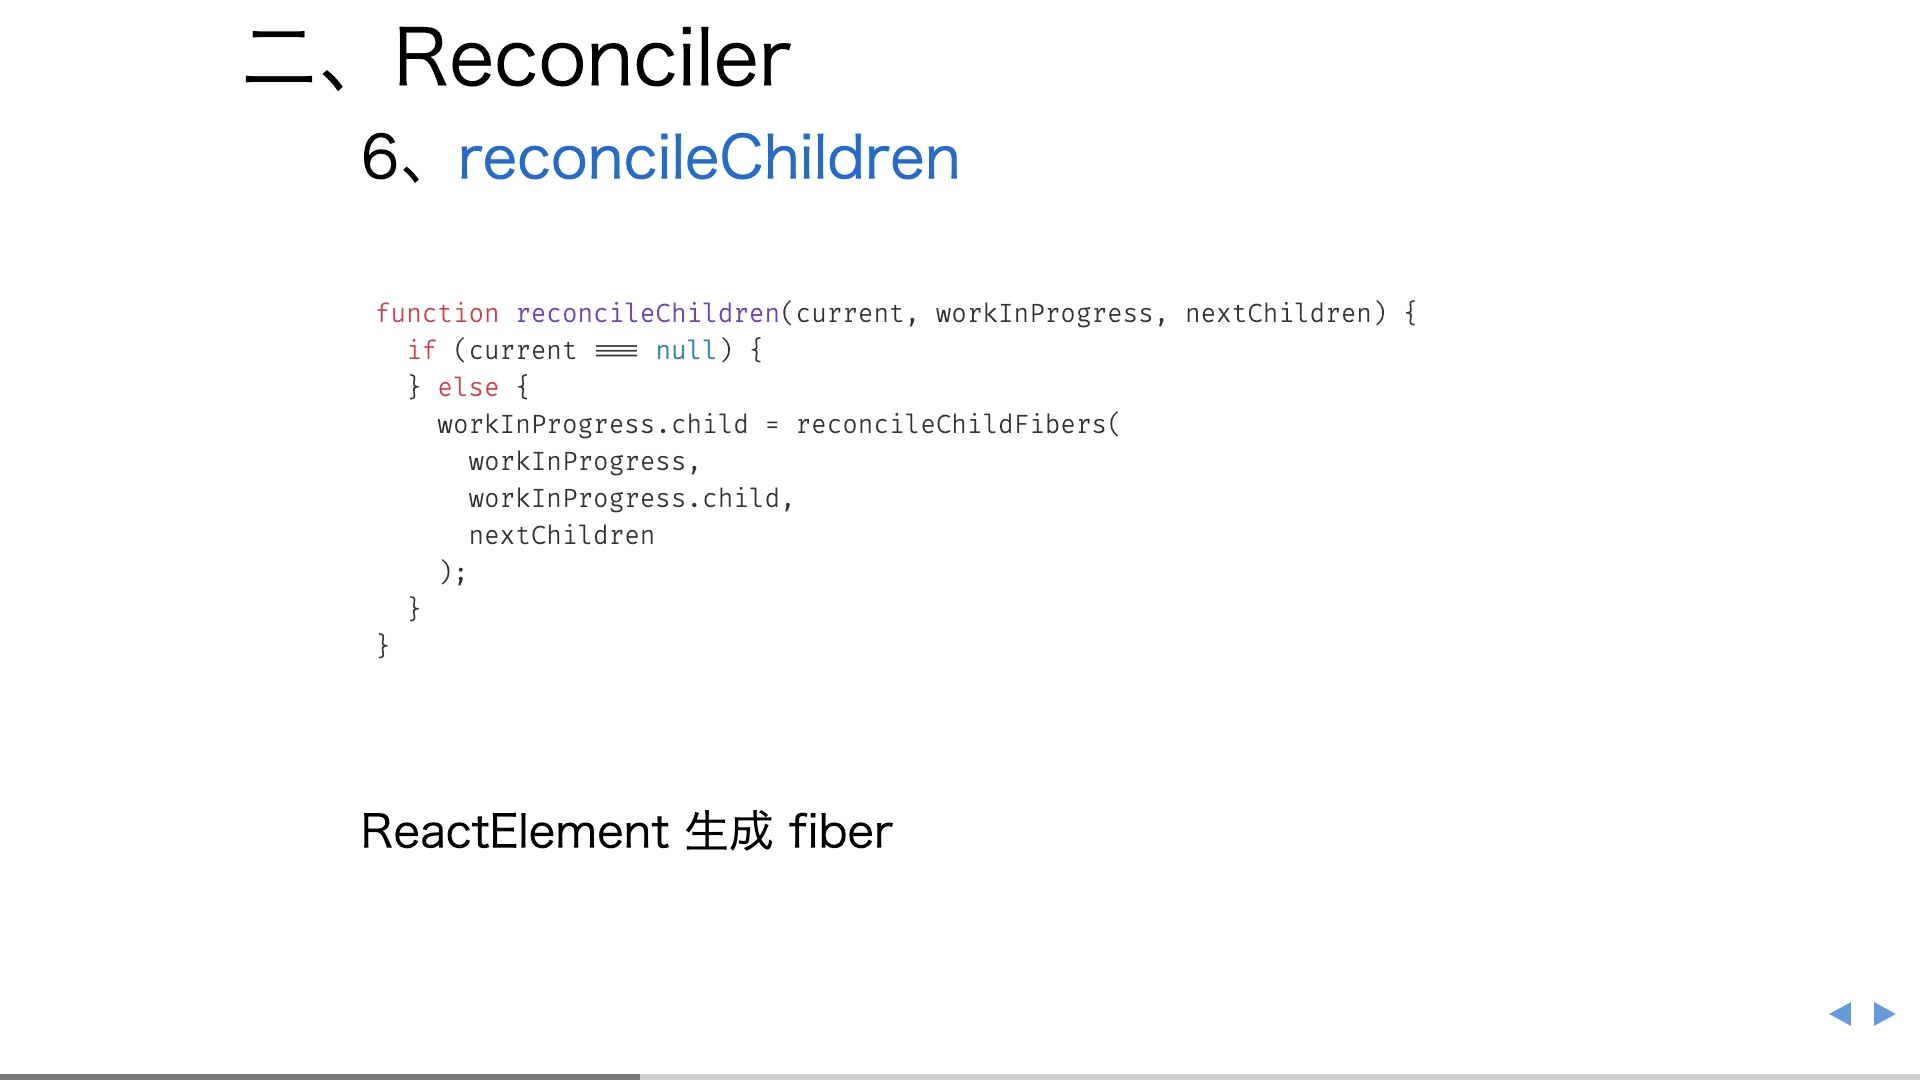 二、Reconciler
6、reconcileChildren
function reconcileChildren(current, workInProgress, nextChildren) {
  if (current === null) {
  } else {
    workInProgress.child = reconcileChildFibers(
      workInProgress,
      workInProgress.child,
      nextChildren
    );
  }
}
ReactElement 生成 fiber